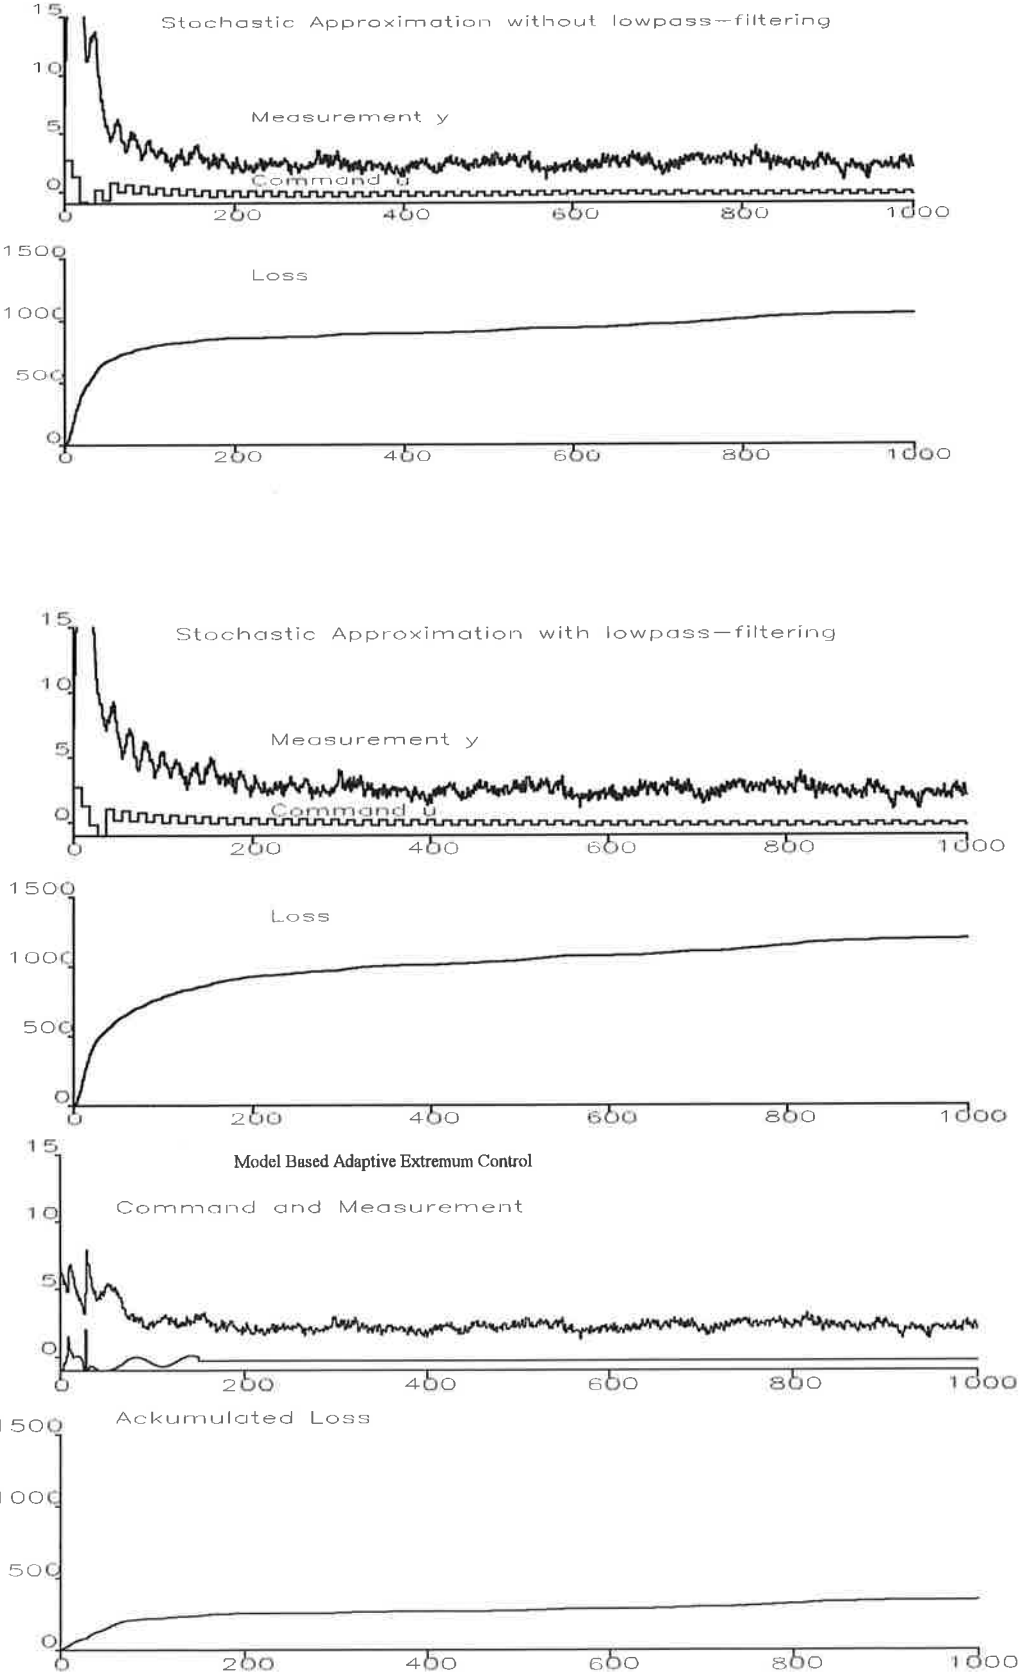 15
Stochastic Approximation without lowpass-filtering
10
Measurement y
5
Command u
0
0 200 400 600 800 1000
1500
Loss
1000
500
0
0 200 400 600 800 1000
15
Stochastic Approximation with lowpass-filtering
10
Measurement y
5
Command u
0
0 200 400 600 800 1000
1500
Loss
1000
500
0
0 200 400 600 800 1000
15
Model Based Adaptive Extremum Control
10
Command and Measurement
5
0
0 200 400 600 800 1000
Ackumulated Loss
1500
1000
500
0
0 200 400 600 800 1000